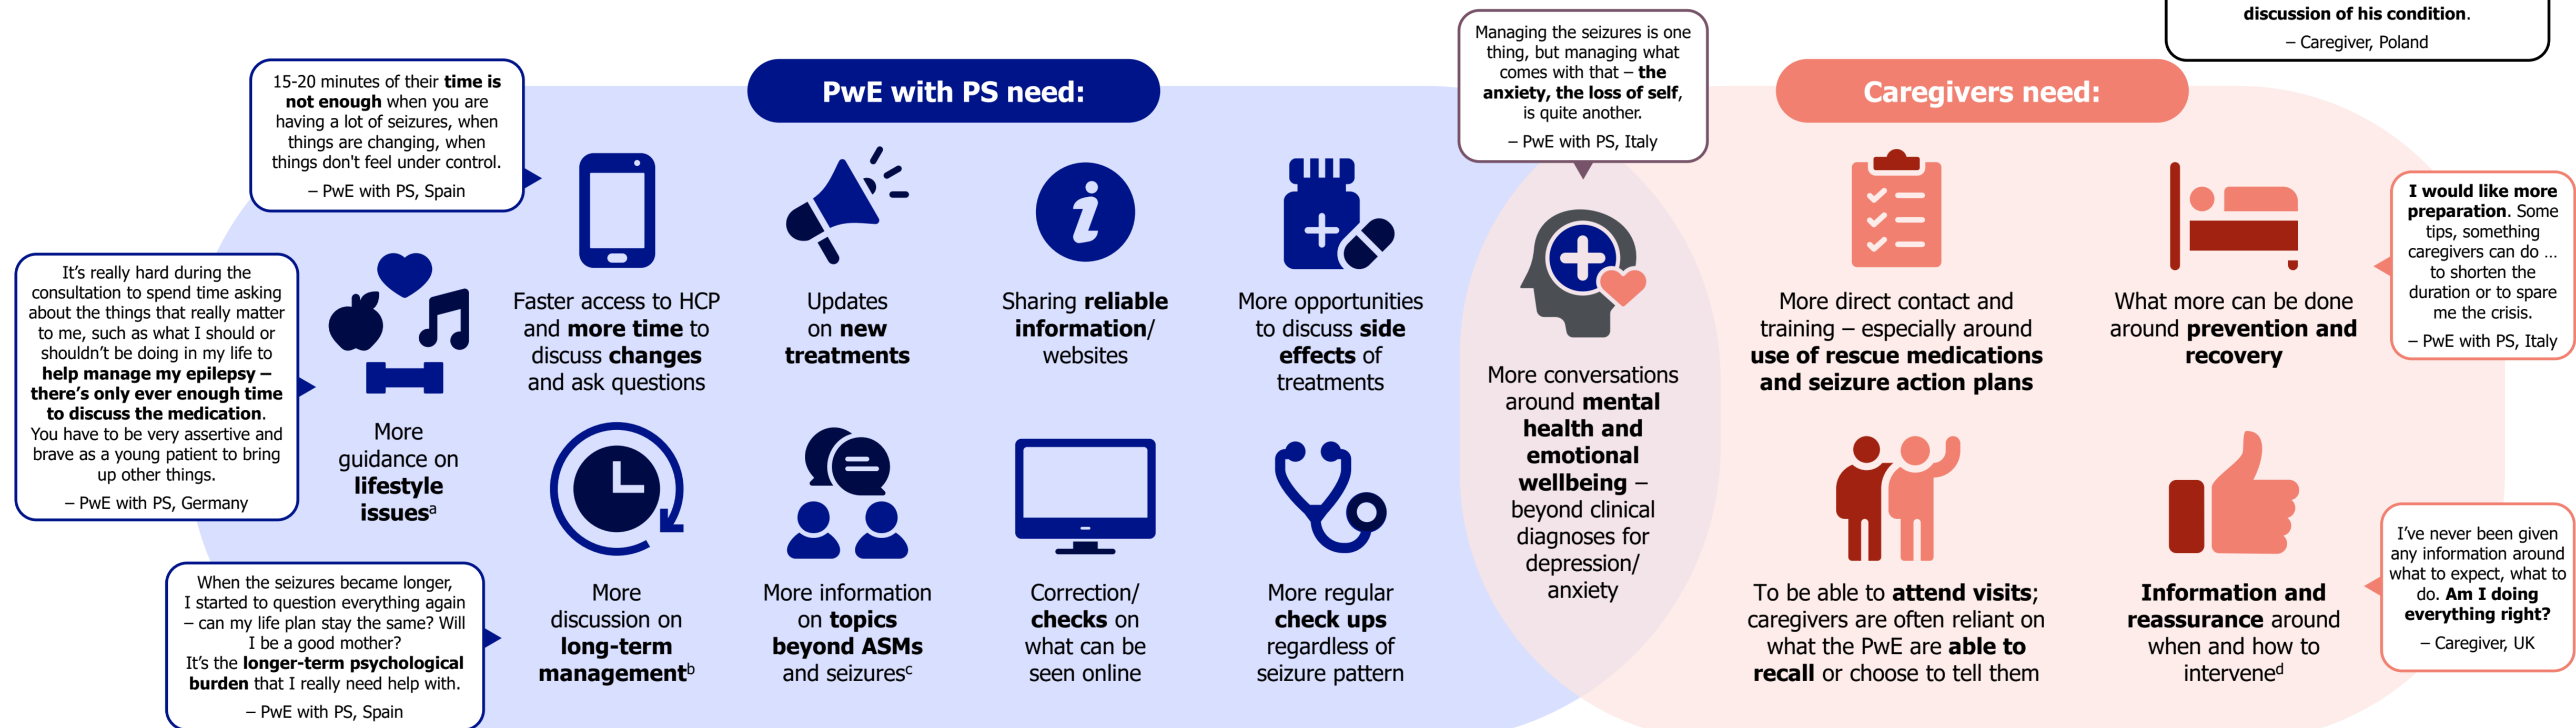 discussion of his condition.
– Caregiver, Poland
15-20 minutes of their time is
not enough when you are
having a lot of seizures, when
things are changing, when
things don't feel under control.
– PwE with PS, Spain
PwE with PS need:
Managing the seizures is one
thing, but managing what
comes with that – the
anxiety, the loss of self,
is quite another.
– PwE with PS, Italy
Caregivers need:
It's really hard during the
consultation to spend time asking
about the things that really matter
to me, such as what I should or
shouldn't be doing in my life to
help manage my epilepsy –
there's only ever enough time
to discuss the medication.
You have to be very assertive and
brave as a young patient to bring
up other things.
– PwE with PS, Germany
More
guidance on
lifestyle
issuesᵃ
Faster access to HCP
and more time to
discuss changes
and ask questions
Updates
on new
treatments
Sharing reliable
information/
websites
More opportunities
to discuss side
effects of
treatments
More conversations
around mental
health and
emotional
wellbeing –
beyond clinical
diagnoses for
depression/
anxiety
More direct contact and
training – especially around
use of rescue medications
and seizure action plans
What more can be done
around prevention and
recovery
I would like more
preparation. Some
tips, something
caregivers can do ...
to shorten the
duration or to spare
me the crisis.
– PwE with PS, Italy
When the seizures became longer,
I started to question everything again
– can my life plan stay the same? Will
I be a good mother?
It's the longer-term psychological
burden that I really need help with.
– PwE with PS, Spain
More
discussion on
long-term
managementᵇ
More information
on topics
beyond ASMs
and seizuresᶜ
Correction/
checks on
what can be
seen online
More regular
check ups
regardless of
seizure pattern
To be able to attend visits;
caregivers are often reliant on
what the PwE are able to
recall or choose to tell them
Information and
reassurance around
when and how to
interveneᵈ
I've never been given
any information around
what to expect, what to
do. Am I doing
everything right?
– Caregiver, UK